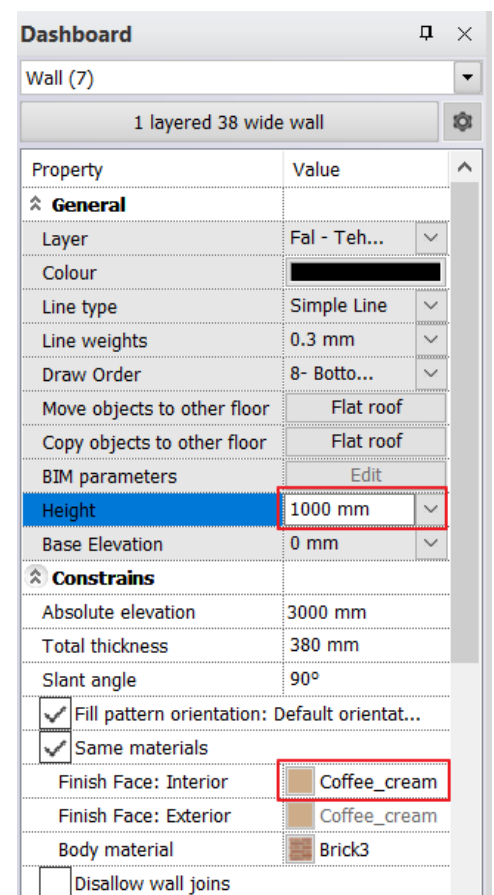 Dashboard
Wall (7)
1 layered 38 wide wall
Property Value
General
Layer Fal - Teh...
Colour
Line type Simple Line
Line weights 0.3 mm
Draw Order 8- Botto...
Move objects to other floor Flat roof
Copy objects to other floor Flat roof
BIM parameters Edit
Height 1000 mm
Base Elevation 0 mm
Constrains
Absolute elevation 3000 mm
Total thickness 380 mm
Slant angle 90°
Fill pattern orientation: Default orientat...
Same materials
Finish Face: Interior Coffee_cream
Finish Face: Exterior Coffee_cream
Body material Brick3
Disallow wall joins